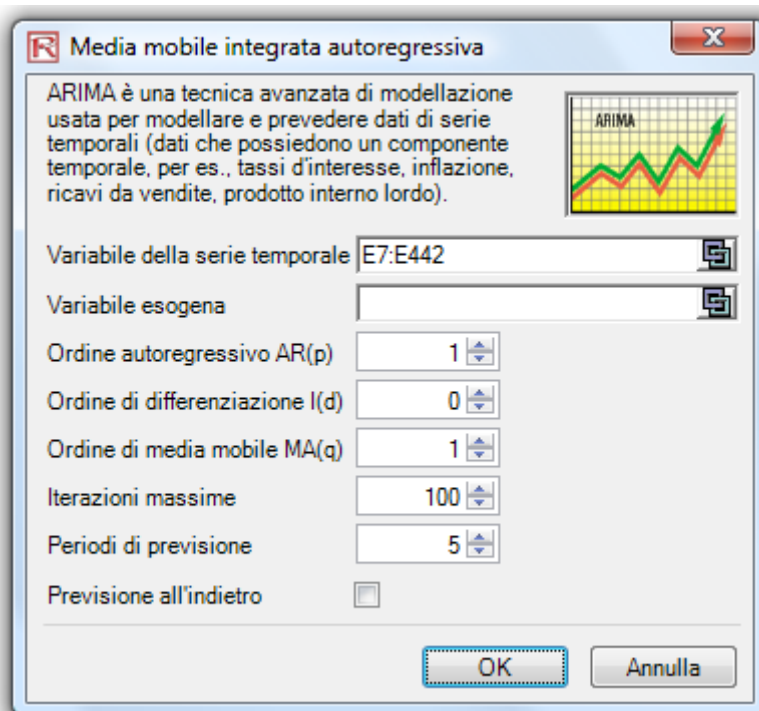 Media mobile integrata autoregressiva
ARIMA è una tecnica avanzata di modellazione
usata per modellare e prevedere dati di serie
temporali (dati che possiedono un componente
temporale, per es., tassi d'interesse, inflazione,
ricavi da vendite, prodotto interno lordo).
ARIMA
Variabile della serie temporale E7:E442
Variabile esogena
Ordine autoregressivo AR(p) 1
Ordine di differenziazione I(d) 0
Ordine di media mobile MA(q) 1
Iterazioni massime 100
Periodi di previsione 5
Previsione all'indietro
OK Annulla